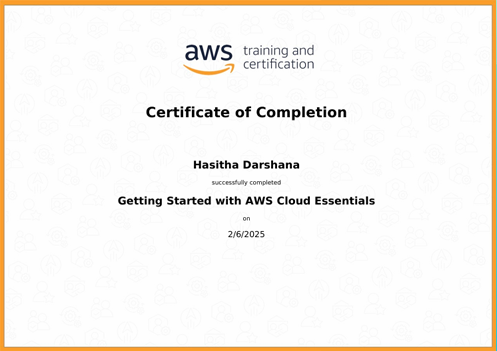 aws training and
certification
Certificate of Completion
Hasitha Darshana
successfully completed
Getting Started with AWS Cloud Essentials
on
2/6/2025